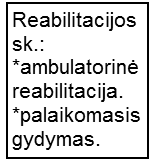 Reabilitacijos
sk.:
*ambulatorinė
reabilitacija.
*palaikomasis
gydymas.